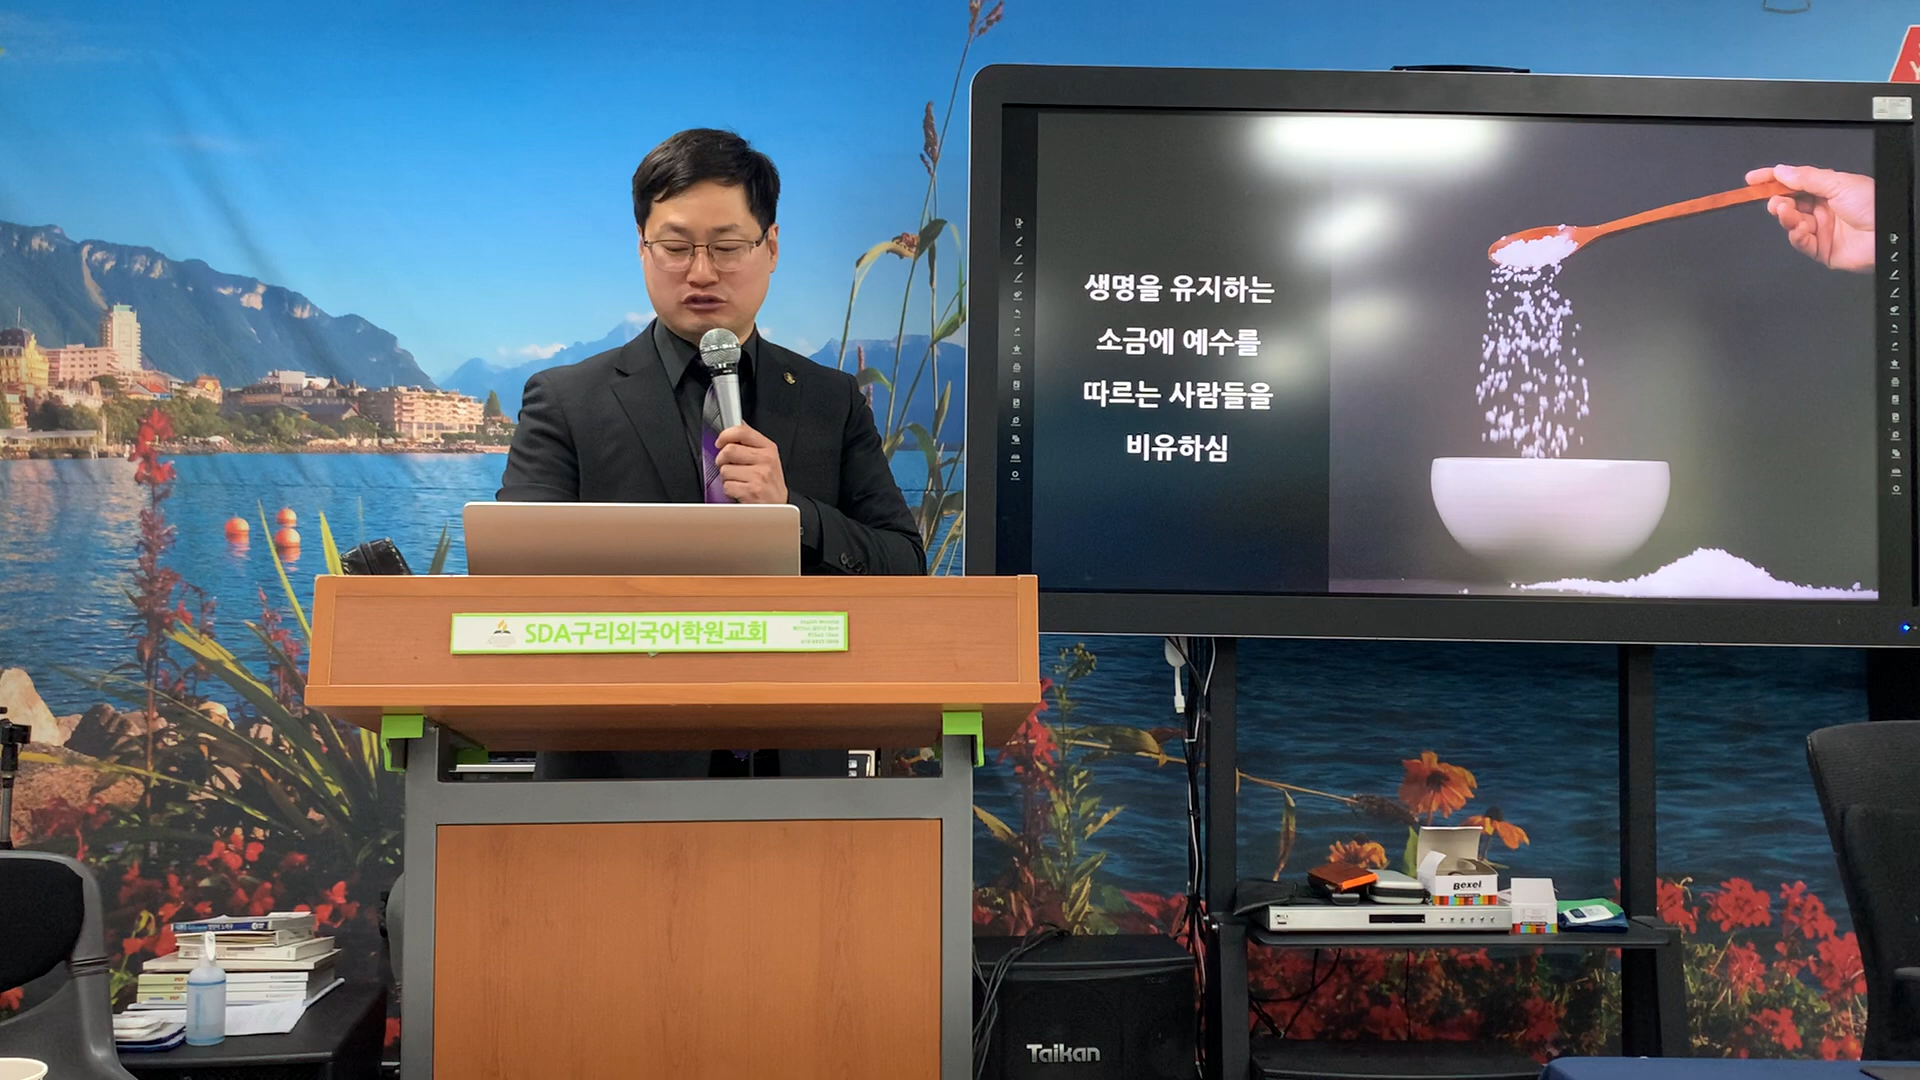 생명을 유지하는
소금에 예수를
따르는 사람들을
비유하심
SDA구리외국어학원교회
Bexel
Taikan